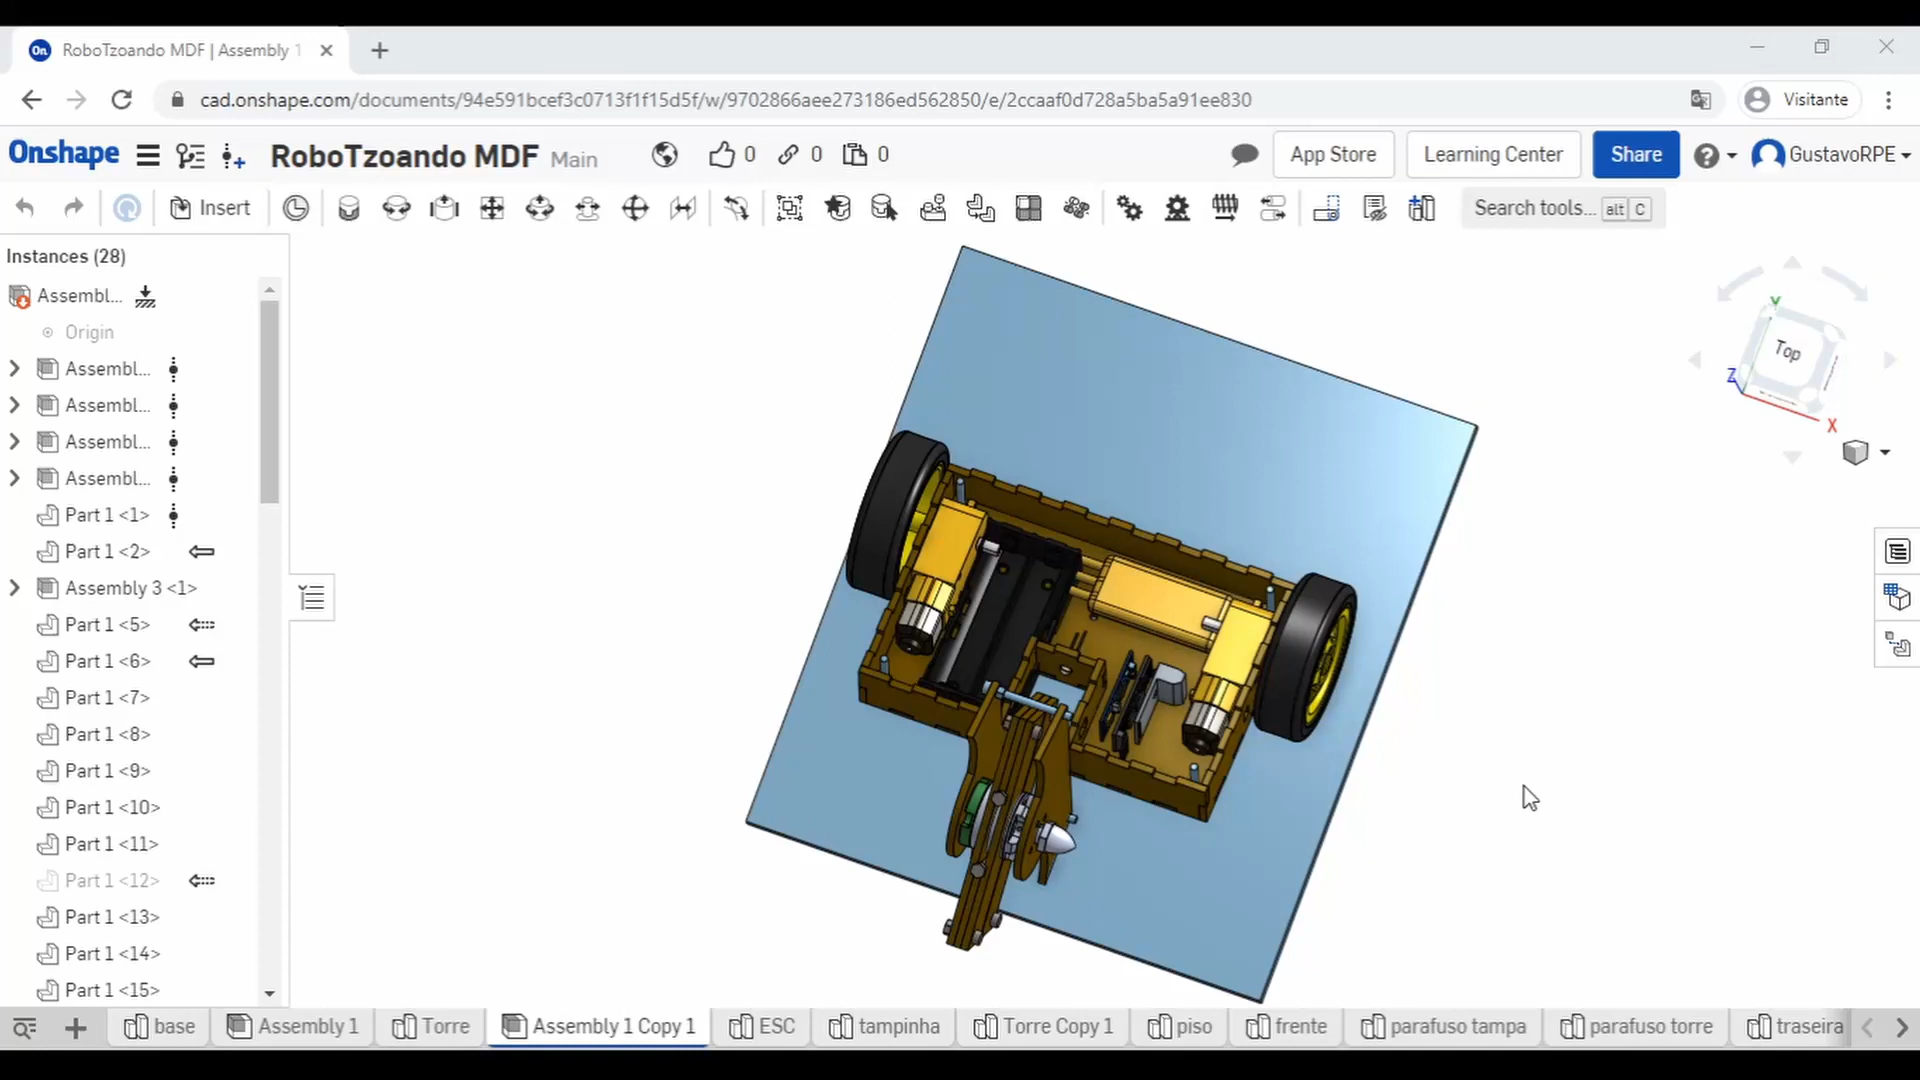 On RoboTzoando MDF | Assembly 1
cad.onshape.com/documents/94e591bcef3c0713f1f15d5f/w/9702866aee273186ed562850/e/2ccaaf0d728a5ba5a91ee830
Visitante
Onshape RoboTzoando MDF Main 0 0 0 App Store Learning Center Share ? GustavoRPE
Insert Search tools... alt C
Instances (28)
Assembl...
Origin
Assembl...
Assembl...
Assembl...
Assembl...
Part 1 <1>
Part 1 <2>
Assembly 3 <1>
Part 1 <5>
Part 1 <6>
Part 1 <7>
Part 1 <8>
Part 1 <9>
Part 1 <10>
Part 1 <11>
Part 1 <12>
Part 1 <13>
Part 1 <14>
Part 1 <15>
Y
Top
Z
X
base Assembly 1 Torre Assembly 1 Copy 1 ESC tampinha Torre Copy 1 piso frente parafuso tampa parafuso torre traseira